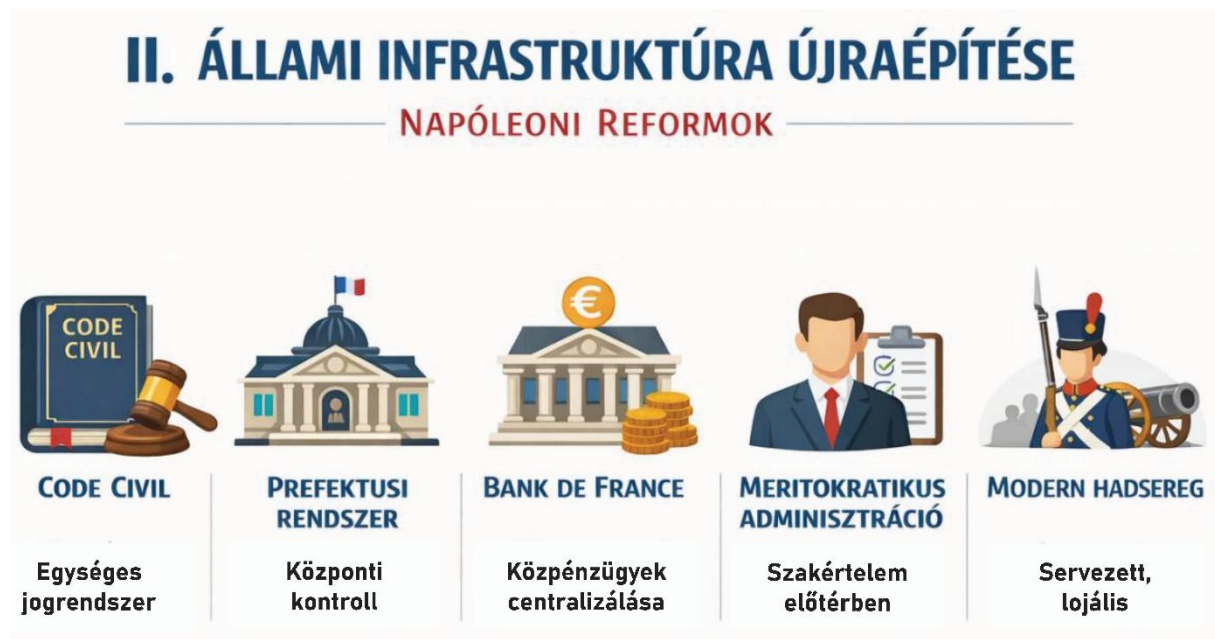 II. ÁLLAMI INFRASTRUKTÚRA ÚJRAÉPÍTÉSE
NAPÓLEONI REFORMOK
CODE
CIVIL
€
CODE CIVIL
Egységes
jogrendszer
PREFEKTUSI
RENDSZER
Központi
kontroll
BANK DE FRANCE
Közpénzügyek
centralizálása
MERITOKRATIKUS
ADMINISZTRÁCIÓ
Szakértelem
előtérben
MODERN HADSEREG
Servezett,
lojális